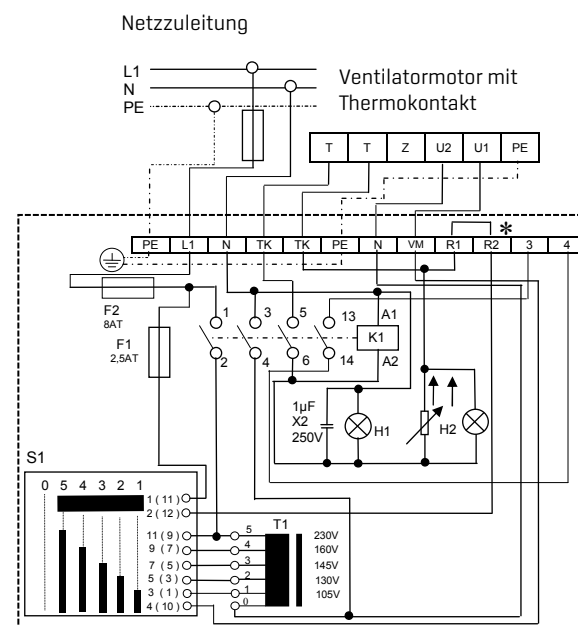 Netzzuleitung
L1
N
PE
Ventilatormotor mit
Thermokontakt
T T Z U2 U1 PE
*
PE L1 N TK TK PE N VM R1 R2 3 4
F2
8AT
F1
2,5AT
1 3 5 13 A1
K1
2 4 6 14 A2
1µF
X2
250V
H1
H2
S1
0 5 4 3 2 1
1 (11)
2 (12)
T1
11 ( 9 ) 5 230V
9 ( 7 ) 4 160V
7 ( 5 ) 3 145V
5 ( 3 ) 2 130V
3 ( 1 ) 1 105V
4 (10) 0